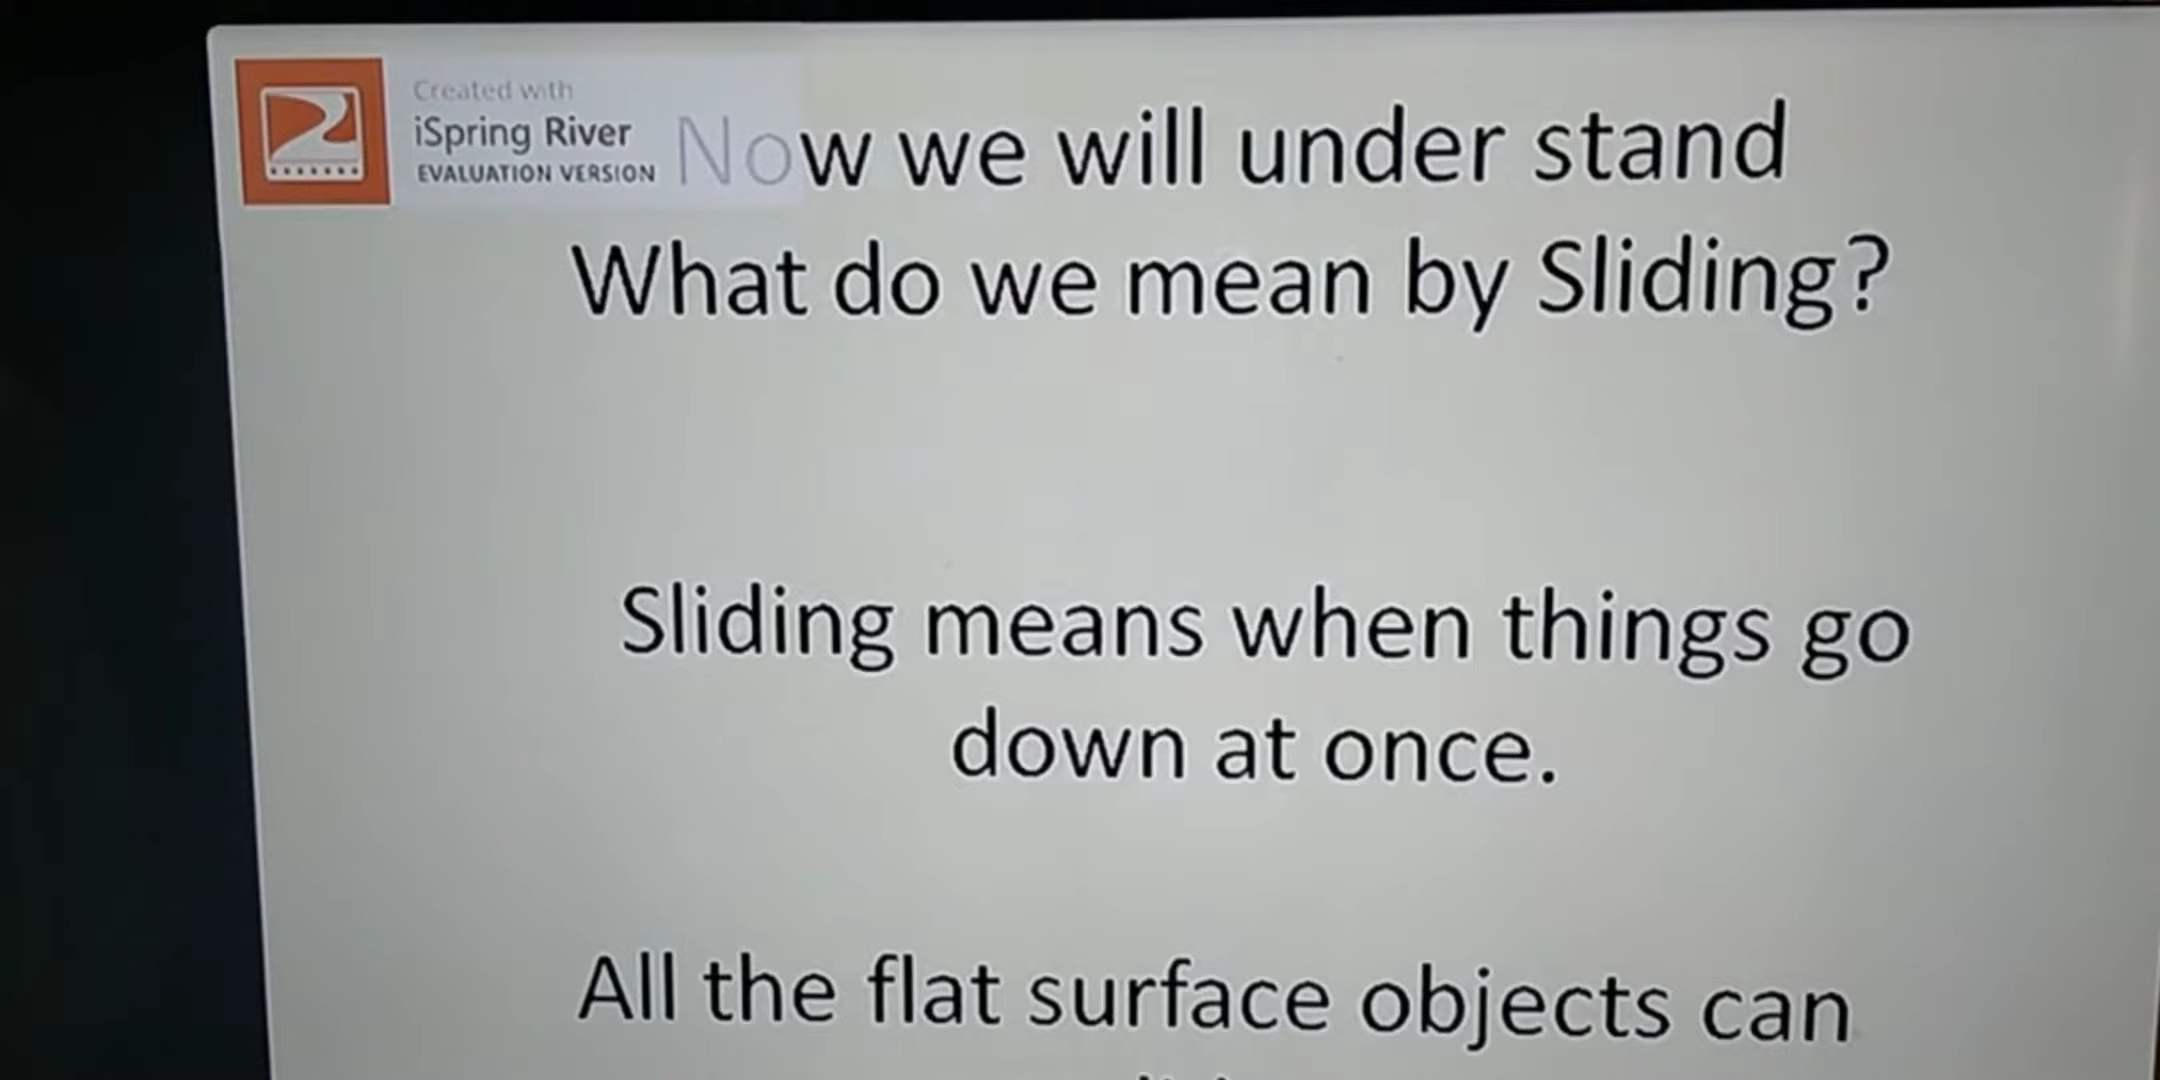 Created with
iSpring River
EVALUATION VERSION
Now we will under stand
What do we mean by Sliding?
Sliding means when things go
down at once.
All the flat surface objects can